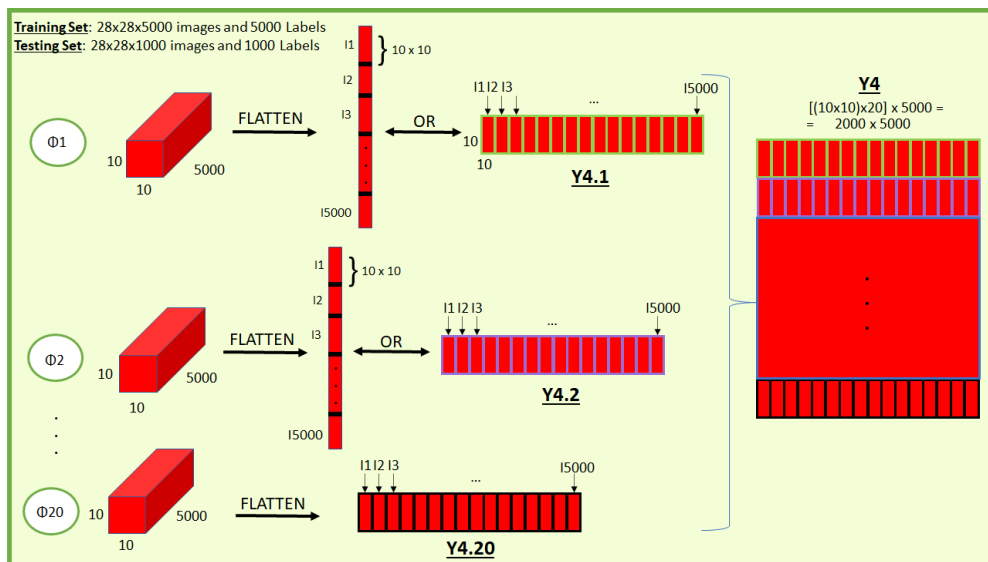 Training Set: 28x28x5000 images and 5000 Labels
Testing Set: 28x28x1000 images and 1000 Labels
Φ1
10
10
5000
FLATTEN
I1
I2
I3
I5000
} 10 x 10
OR
I1 I2 I3 ... I5000
10
10
Y4.1
Φ2
10
10
5000
FLATTEN
I1
I2
I3
I5000
} 10 x 10
OR
I1 I2 I3 ... I5000
Y4.2
Φ20
10
10
5000
FLATTEN
I1 I2 I3 ... I5000
Y4.20
Y4
[(10x10)x20] x 5000 =
= 2000 x 5000